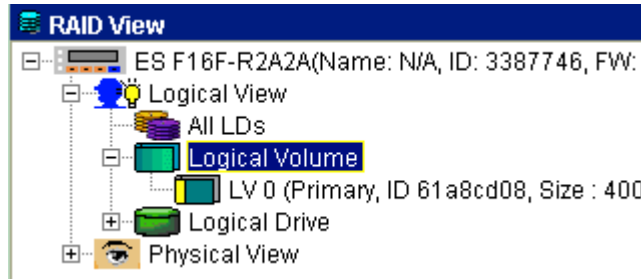 RAID View
ES F16F-R2A2A(Name: N/A, ID: 3387746, FW:
Logical View
All LDs
Logical Volume
LV 0 (Primary, ID 61a8cd08, Size : 400
Logical Drive
Physical View